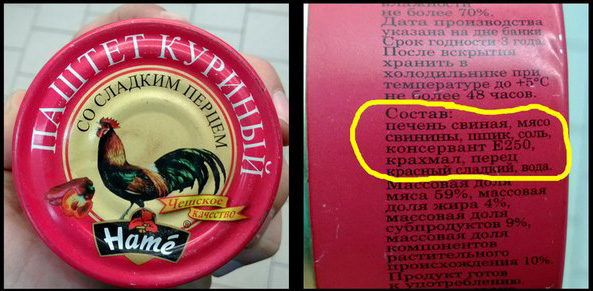 ПАШТЕТ КУРИНЫЙ
СО СЛАДКИМ ПЕРЦЕМ
Чешское
качество
Hamé
влажности
не более 70%.
Дата производства
указана на дне банки
Срок годности 3 года.
После вскрытия
хранить в
холодильнике при
температуре до +5°С
не более 48 часов.
Состав:
печень свиная, мясо
свинины, шпик, соль,
консервант Е250,
крахмал, перец
красный сладкий, вода.
Массовая доля
мяса 59%, массовая
доля жира 4%,
массовая доля
субпродуктов 9%,
массовая доля
компонентов
растительного
происхождения 10%
Продукт готов
к употреблению.